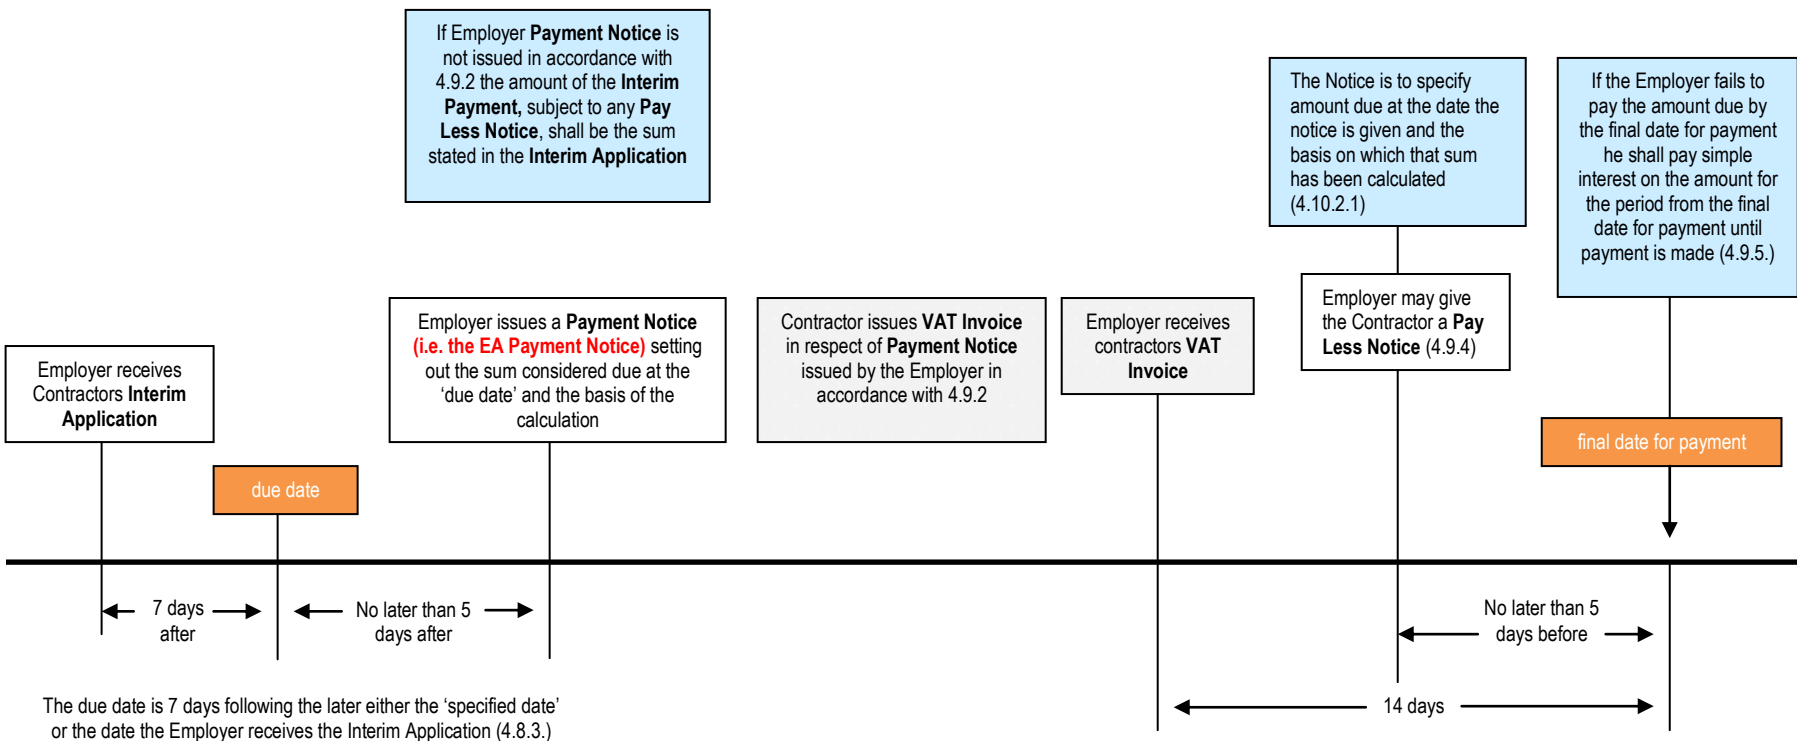 If Employer Payment Notice is
not issued in accordance with
4.9.2 the amount of the Interim
Payment, subject to any Pay
Less Notice, shall be the sum
stated in the Interim Application
The Notice is to specify
amount due at the date the
notice is given and the
basis on which that sum
has been calculated
(4.10.2.1)
If the Employer fails to
pay the amount due by
the final date for payment
he shall pay simple
interest on the amount for
the period from the final
date for payment until
payment is made (4.9.5.)
Employer receives
Contractors Interim
Application
due date
Employer issues a Payment Notice
(i.e. the EA Payment Notice) setting
out the sum considered due at the
‘due date’ and the basis of the
calculation
Contractor issues VAT Invoice
in respect of Payment Notice
issued by the Employer in
accordance with 4.9.2
Employer receives
contractors VAT
Invoice
Employer may give
the Contractor a Pay
Less Notice (4.9.4)
final date for payment
7 days
after
No later than 5
days after
No later than 5
days before
14 days
The due date is 7 days following the later either the ‘specified date’
or the date the Employer receives the Interim Application (4.8.3.)